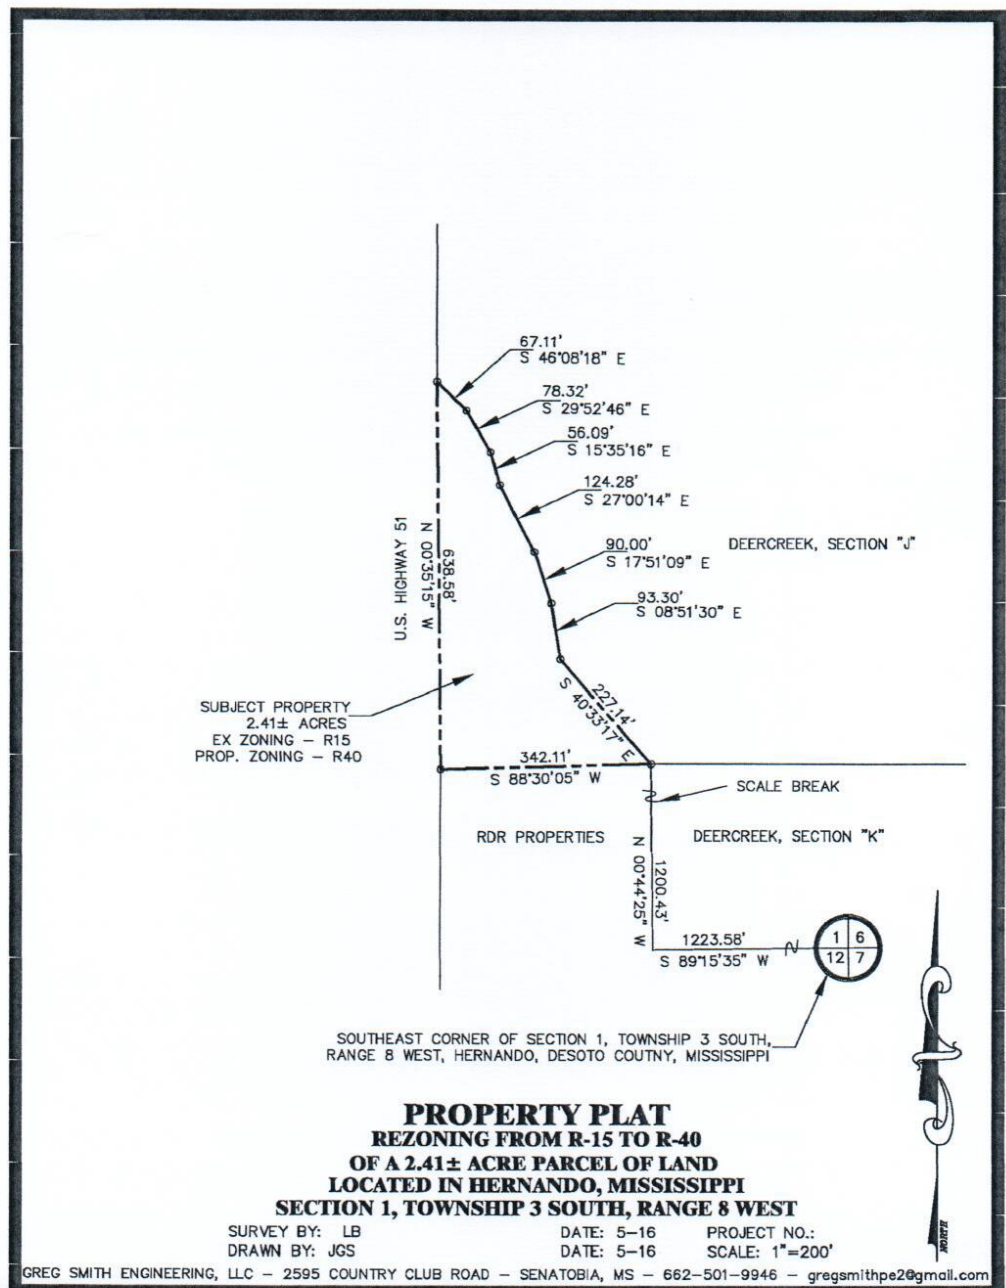 67.11'
S 46°08'18" E
78.32'
S 29°52'46" E
56.09'
S 15°35'16" E
124.28'
S 27°00'14" E
90.00'
S 17°51'09" E
93.30'
S 08°51'30" E
DEERCREEK, SECTION "J"
U.S. HIGHWAY 51
N 00°35'15" W
638.58'
227.14'
S 40°33'17" E
SUBJECT PROPERTY
2.41± ACRES
EX ZONING – R15
PROP. ZONING – R40
342.11'
S 88°30'05" W
SCALE BREAK
RDR PROPERTIES
DEERCREEK, SECTION "K"
N 00°44'25" W
1200.43'
1223.58'
S 89°15'35" W
1 6
12 7
SOUTHEAST CORNER OF SECTION 1, TOWNSHIP 3 SOUTH,
RANGE 8 WEST, HERNANDO, DESOTO COUTNY, MISSISSIPPI
PROPERTY PLAT
REZONING FROM R-15 TO R-40
OF A 2.41± ACRE PARCEL OF LAND
LOCATED IN HERNANDO, MISSISSIPPI
SECTION 1, TOWNSHIP 3 SOUTH, RANGE 8 WEST
SURVEY BY: LB DATE: 5-16 PROJECT NO.:
DRAWN BY: JGS DATE: 5-16 SCALE: 1"=200'
NORTH
GREG SMITH ENGINEERING, LLC – 2595 COUNTRY CLUB ROAD – SENATOBIA, MS – 662-501-9946 – gregsmithpe2@gmail.com